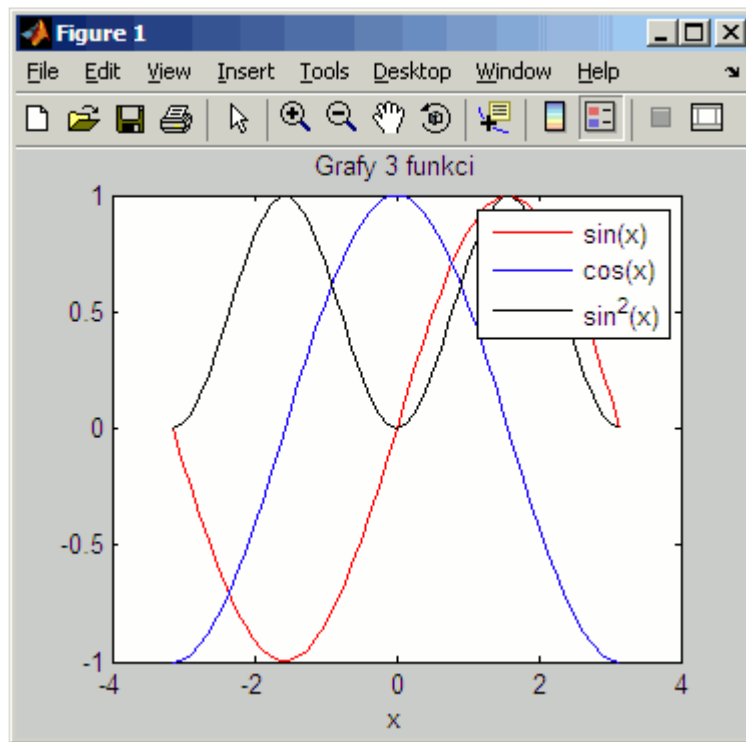 Figure 1
File Edit View Insert Tools Desktop Window Help
Grafy 3 funkci
1
0.5
0
-0.5
-1
sin(x)
cos(x)
sin²(x)
-4 -2 0 2 4
x